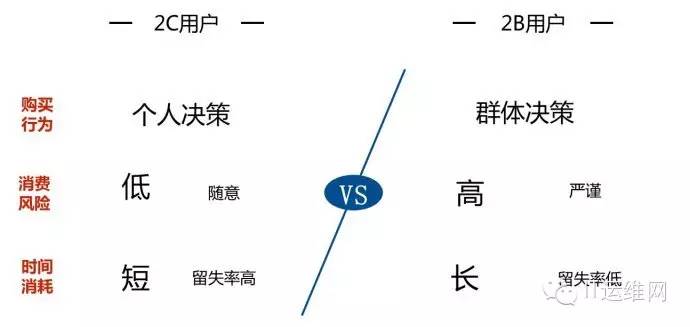 — 2C用户 —
— 2B用户 —
购买
行为
个人决策
群体决策
消费
风险
低
随意
VS
高
严谨
时间
消耗
短
留失率高
长
留失率低
IT运维网